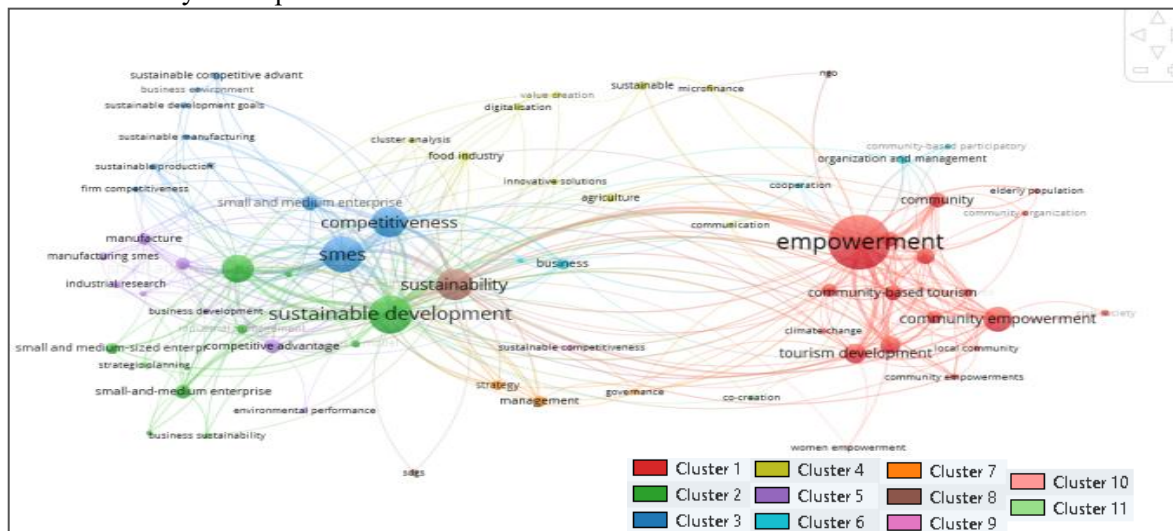 sustainable competitive advant
business environment
sustainable development goals
sustainable manufacturing
sustainable production
firm competitiveness
small and medium enterprise
competitiveness
smes
manufacture
manufacturing smes
industrial research
business development
small and medium-sized enterpr
competitive advantage
strategic planning
small-and-medium enterprise
environmental performance
business sustainability
sustainable development
sustainability
cluster analysis
food industry
value creation
digitalisation
sustainable
microfinance
innovative solutions
agriculture
communication
business
sustainable competitiveness
strategy
management
governance
co-creation
sdgs
ngo
community-based participatory
organization and management
cooperation
community
elderly population
community organization
empowerment
community-based tourism
community empowerment
climate change
tourism development
local community
community empowerments
women empowerment
Cluster 1
Cluster 2
Cluster 3
Cluster 4
Cluster 5
Cluster 6
Cluster 7
Cluster 8
Cluster 9
Cluster 10
Cluster 11